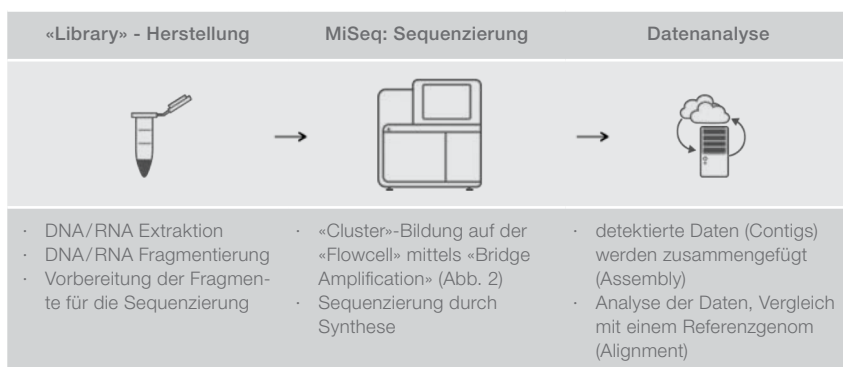 «Library» - Herstellung
MiSeq: Sequenzierung
Datenanalyse
· DNA/RNA Extraktion
· DNA/RNA Fragmentierung
· Vorbereitung der Fragmen-
te für die Sequenzierung
· «Cluster»-Bildung auf der
«Flowcell» mittels «Bridge
Amplification» (Abb. 2)
· Sequenzierung durch
Synthese
· detektierte Daten (Contigs)
werden zusammengefügt
(Assembly)
· Analyse der Daten, Vergleich
mit einem Referenzgenom
(Alignment)